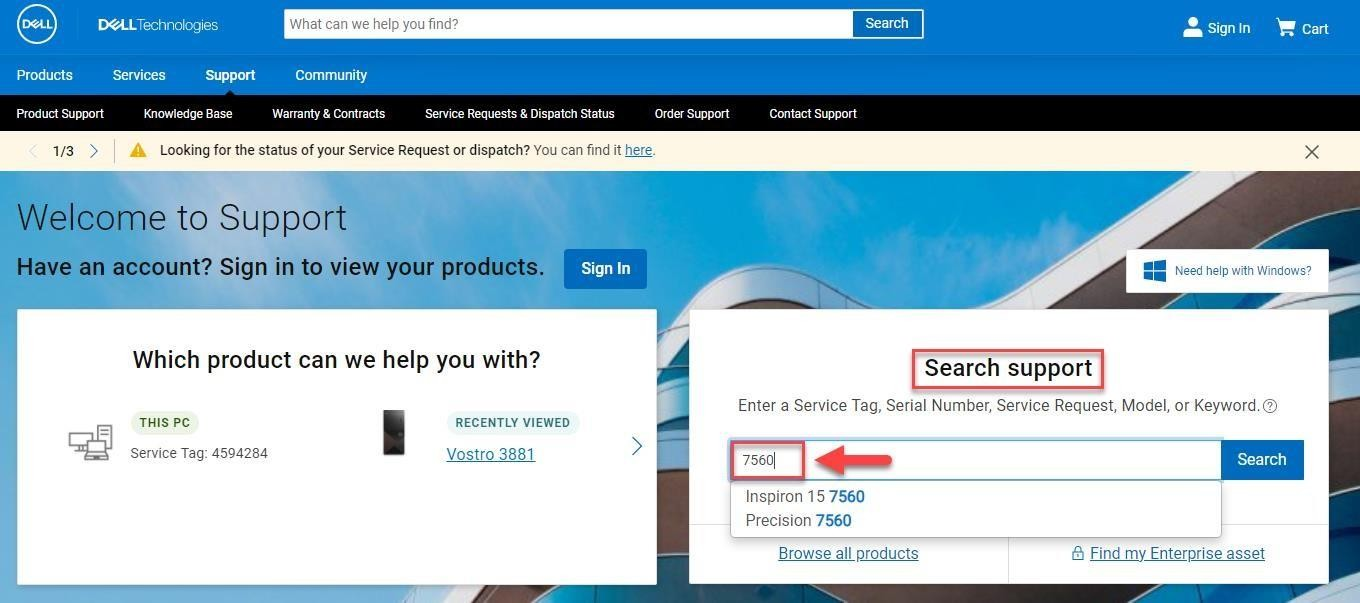 DELL
DELLTechnologies
What can we help you find?
Search
Sign In
Cart
Products
Services
Support
Community
Product Support
Knowledge Base
Warranty & Contracts
Service Requests & Dispatch Status
Order Support
Contact Support
1/3
Looking for the status of your Service Request or dispatch? You can find it here.
Welcome to Support
Have an account? Sign in to view your products.
Sign In
Need help with Windows?
Which product can we help you with?
THIS PC
Service Tag: 4594284
RECENTLY VIEWED
Vostro 3881
Search support
Enter a Service Tag, Serial Number, Service Request, Model, or Keyword.
7560
Search
Inspiron 15 7560
Precision 7560
Browse all products
Find my Enterprise asset